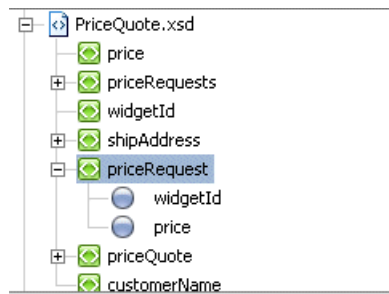 PriceQuote.xsd
price
priceRequests
widgetId
shipAddress
priceRequest
widgetId
price
priceQuote
customerName